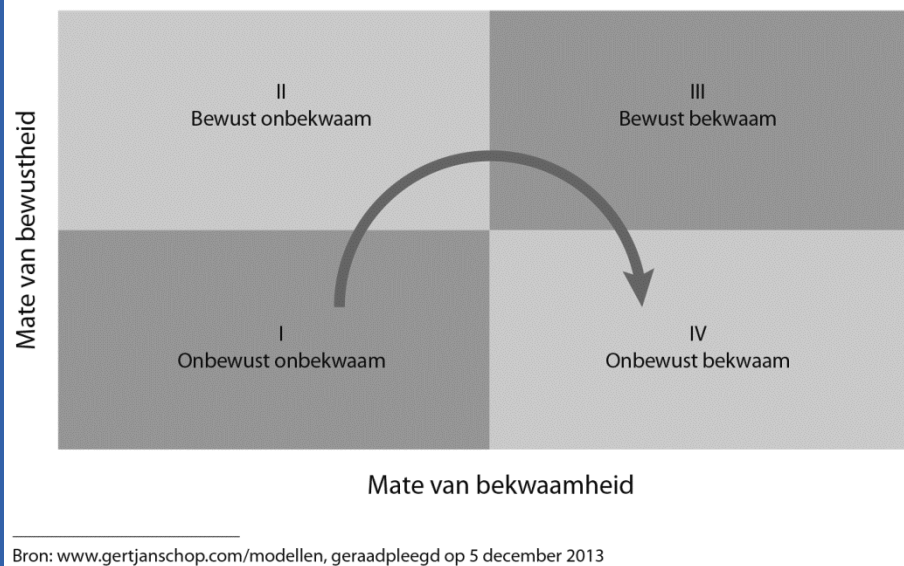 II
Bewust onbekwaam
III
Bewust bekwaam
Mate van bewustheid
I
Onbewust onbekwaam
IV
Onbewust bekwaam
Mate van bekwaamheid
Bron: www.gertjanschop.com/modellen, geraadpleegd op 5 december 2013